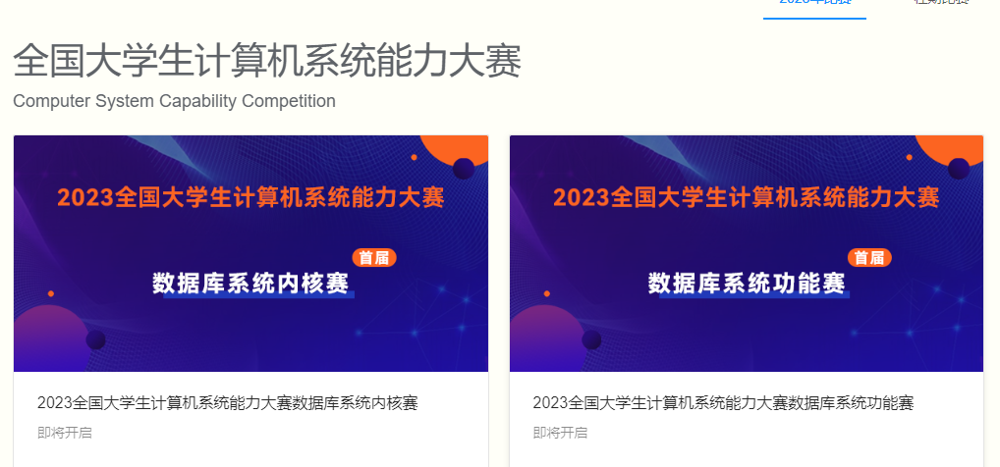 全国大学生计算机系统能力大赛
Computer System Capability Competition
2023全国大学生计算机系统能力大赛
首届
数据库系统内核赛
2023全国大学生计算机系统能力大赛数据库系统内核赛
即将开启
2023全国大学生计算机系统能力大赛
首届
数据库系统功能赛
2023全国大学生计算机系统能力大赛数据库系统功能赛
即将开启